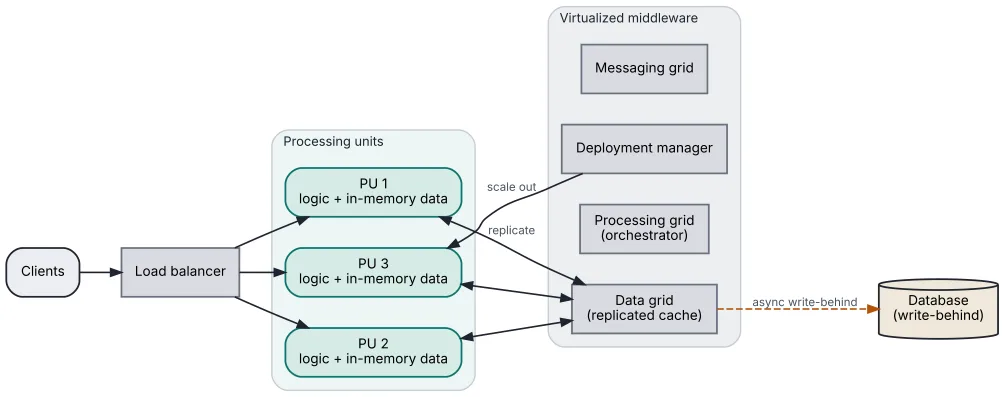 Clients
Load balancer
Processing units
PU 1
logic + in-memory data
PU 3
logic + in-memory data
PU 2
logic + in-memory data
scale out
replicate
Virtualized middleware
Messaging grid
Deployment manager
Processing grid
(orchestrator)
Data grid
(replicated cache)
async write-behind
Database
(write-behind)